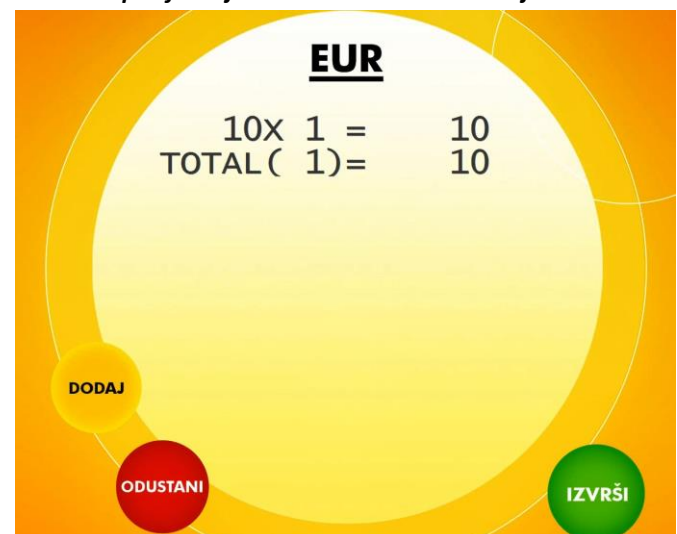 EUR
10X 1 = 10
TOTAL( 1)= 10
DODAJ
ODUSTANI
IZVRŠI